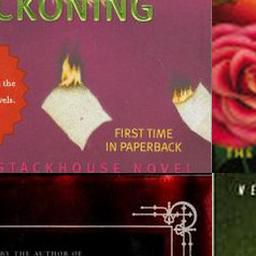 CKONING
the
vels.
FIRST TIME
IN PAPERBACK
STACKHOUSE NOVEL
THE
VE
BY THE AUTHOR OF